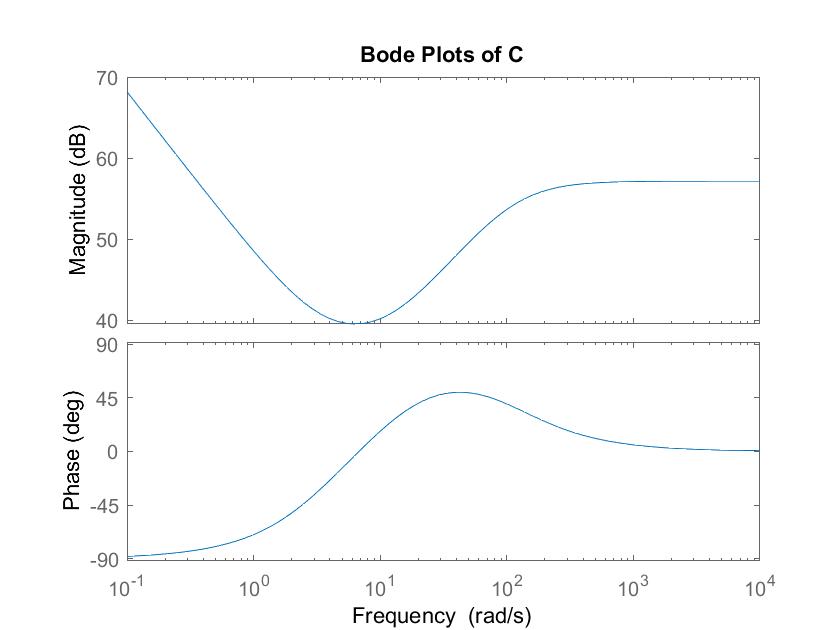 Bode Plots of C
70
60
50
40
Magnitude (dB)
90
45
0
-45
-90
Phase (deg)
10^-1 10^0 10^1 10^2 10^3 10^4
Frequency (rad/s)